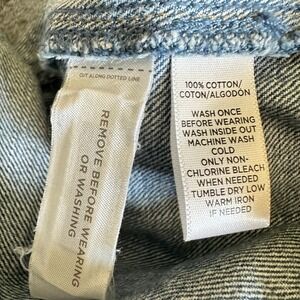 CUT ALONG DOTTED LINE
REMOVE BEFORE WEARING
OR WASHING
100% COTTON/
COTON/ALGODÓN
WASH ONCE
BEFORE WEARING
WASH INSIDE OUT
MACHINE WASH
COLD
ONLY NON-
CHLORINE BLEACH
WHEN NEEDED
TUMBLE DRY LOW
WARM IRON
IF NEEDED